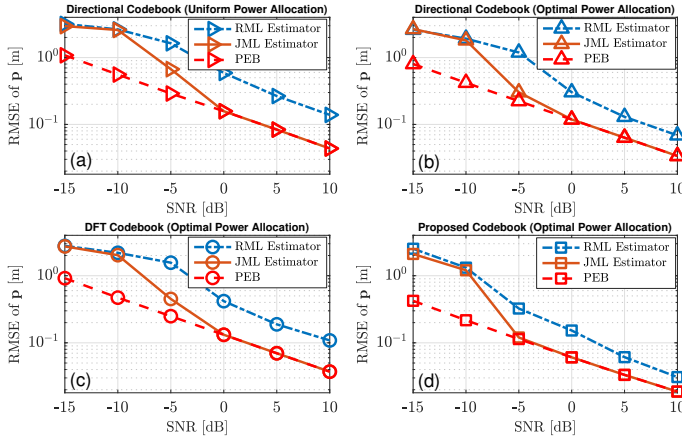 Directional Codebook (Uniform Power Allocation)
RMSE of p [m]
10^0
10^-1
RML Estimator
JML Estimator
PEB
(a)
-15 -10 -5 0 5 10
SNR [dB]
Directional Codebook (Optimal Power Allocation)
RMSE of p [m]
10^0
10^-1
RML Estimator
JML Estimator
PEB
(b)
-15 -10 -5 0 5 10
SNR [dB]
DFT Codebook (Optimal Power Allocation)
RMSE of p [m]
10^0
10^-1
RML Estimator
JML Estimator
PEB
(c)
-15 -10 -5 0 5 10
SNR [dB]
Proposed Codebook (Optimal Power Allocation)
RMSE of p [m]
10^0
10^-1
RML Estimator
JML Estimator
PEB
(d)
-15 -10 -5 0 5 10
SNR [dB]